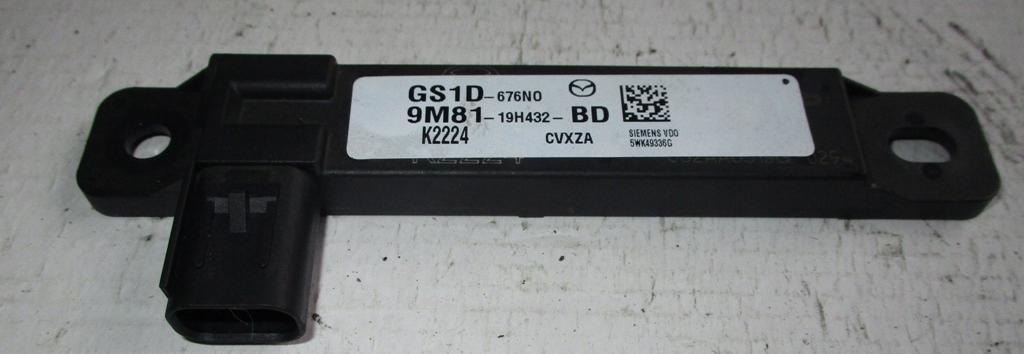 GS1D-676N0
9M81-19H432-BD
K2224 CVXZA
SIEMENS VDO
5WK49336G